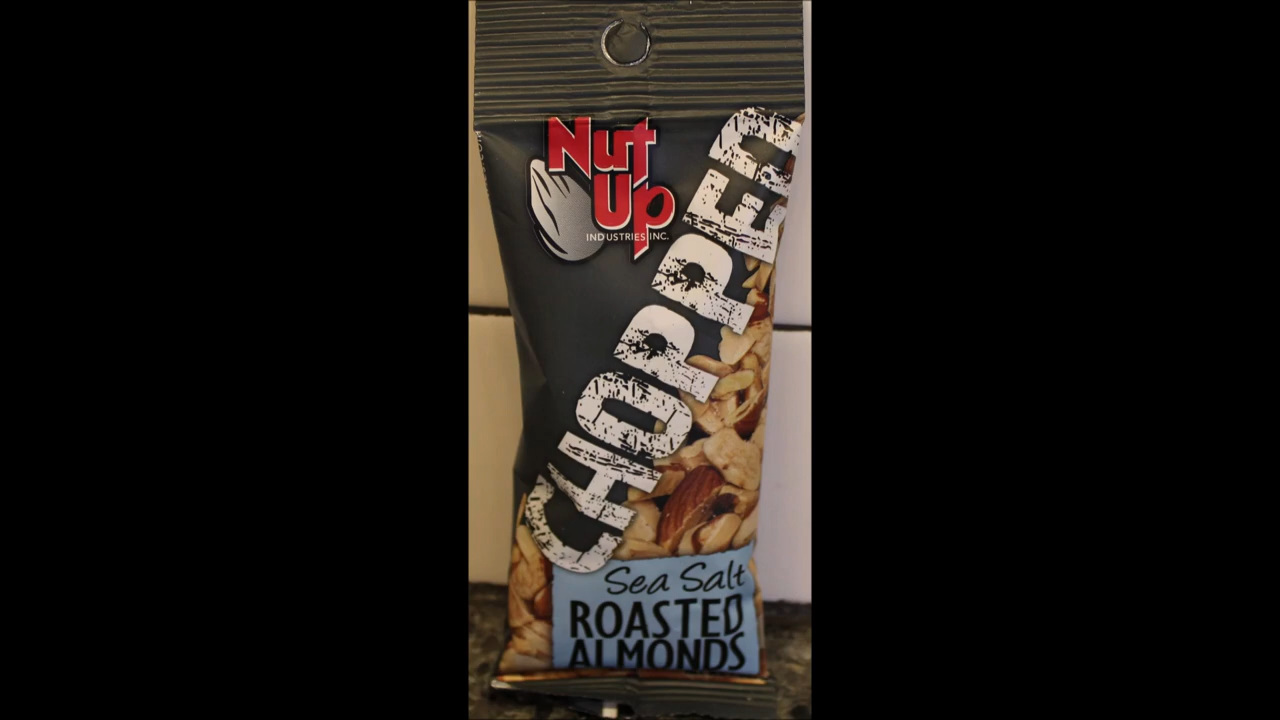 Nut
Up
INDUSTRIES INC.
CHOPPED
Sea Salt
ROASTED
ALMONDS